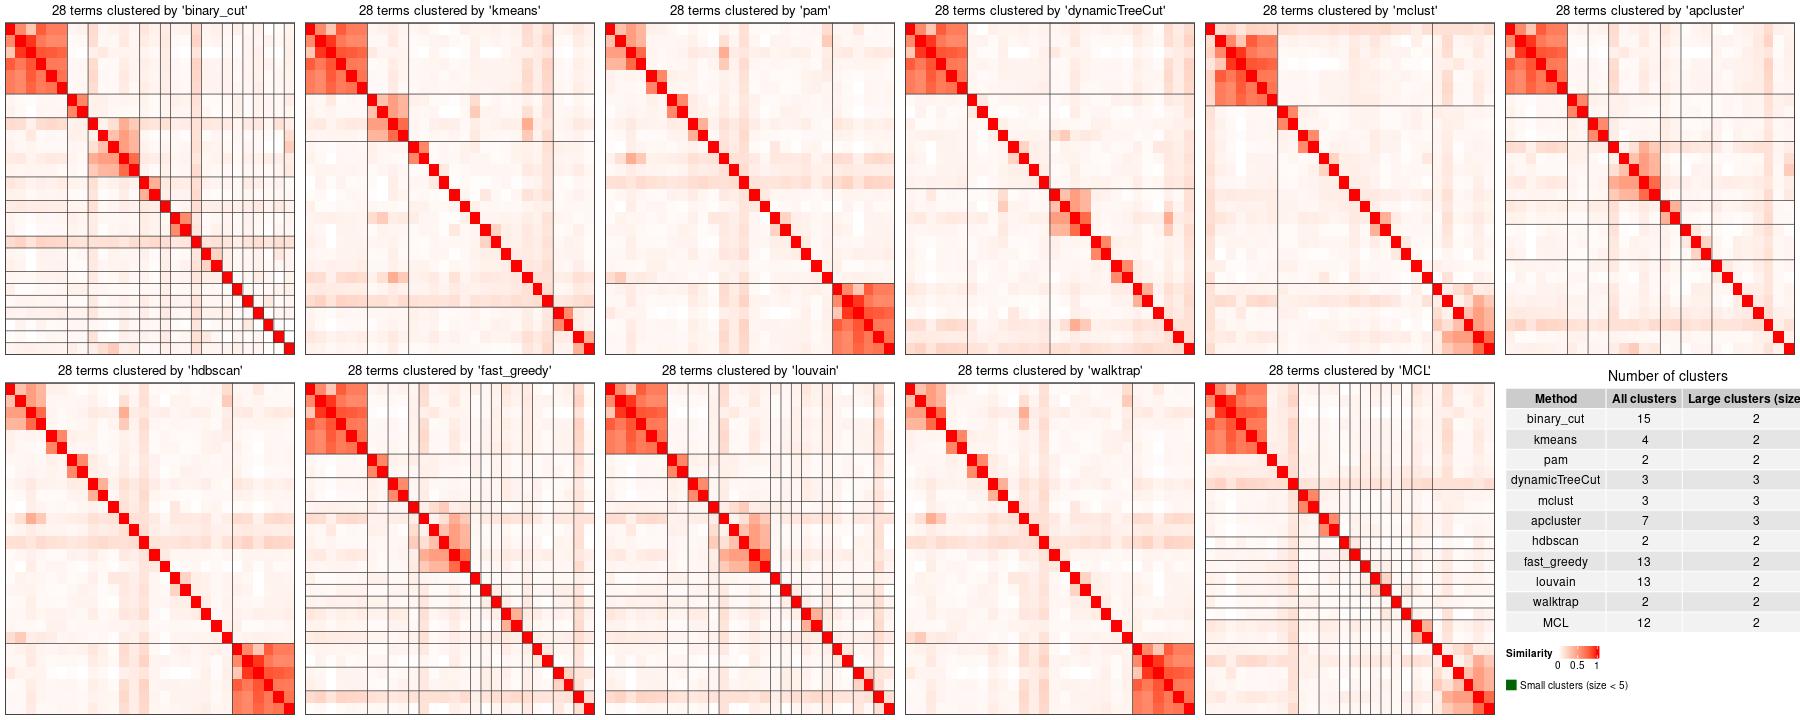 28 terms clustered by 'binary_cut'
28 terms clustered by 'kmeans'
28 terms clustered by 'pam'
28 terms clustered by 'dynamicTreeCut'
28 terms clustered by 'mclust'
28 terms clustered by 'apcluster'
28 terms clustered by 'hdbscan'
28 terms clustered by 'fast_greedy'
28 terms clustered by 'louvain'
28 terms clustered by 'walktrap'
28 terms clustered by 'MCL'
Number of clusters
Method All clusters Large clusters (size
binary_cut 15 2
kmeans 4 2
pam 2 2
dynamicTreeCut 3 3
mclust 3 3
apcluster 7 3
hdbscan 2 2
fast_greedy 13 2
louvain 13 2
walktrap 2 2
MCL 12 2
Similarity
0 0.5 1
Small clusters (size < 5)